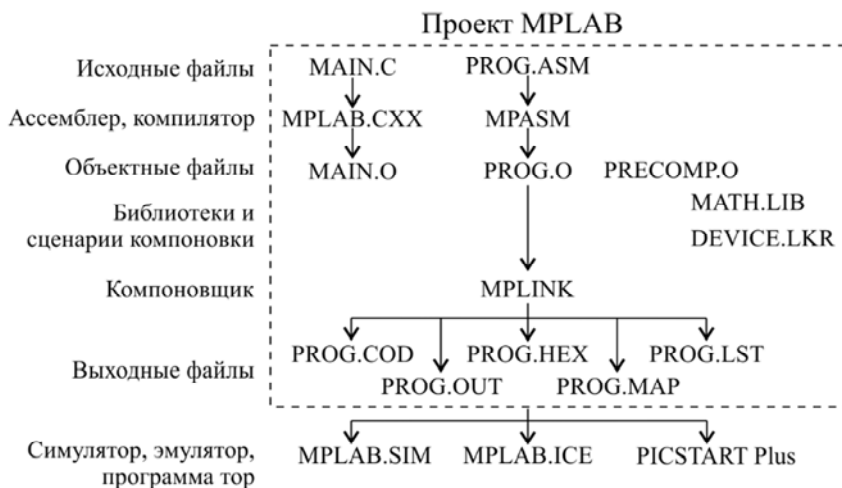 Проект MPLAB
Исходные файлы MAIN.C PROG.ASM
Ассемблер, компилятор MPLAB.CXX MPASM
Объектные файлы MAIN.O PROG.O PRECOMP.O
MATH.LIB
Библиотеки и
сценарии компоновки DEVICE.LKR
Компоновщик MPLINK
PROG.COD PROG.HEX PROG.LST
Выходные файлы PROG.OUT PROG.MAP
Симулятор, эмулятор, MPLAB.SIM MPLAB.ICE PICSTART Plus
программа тор